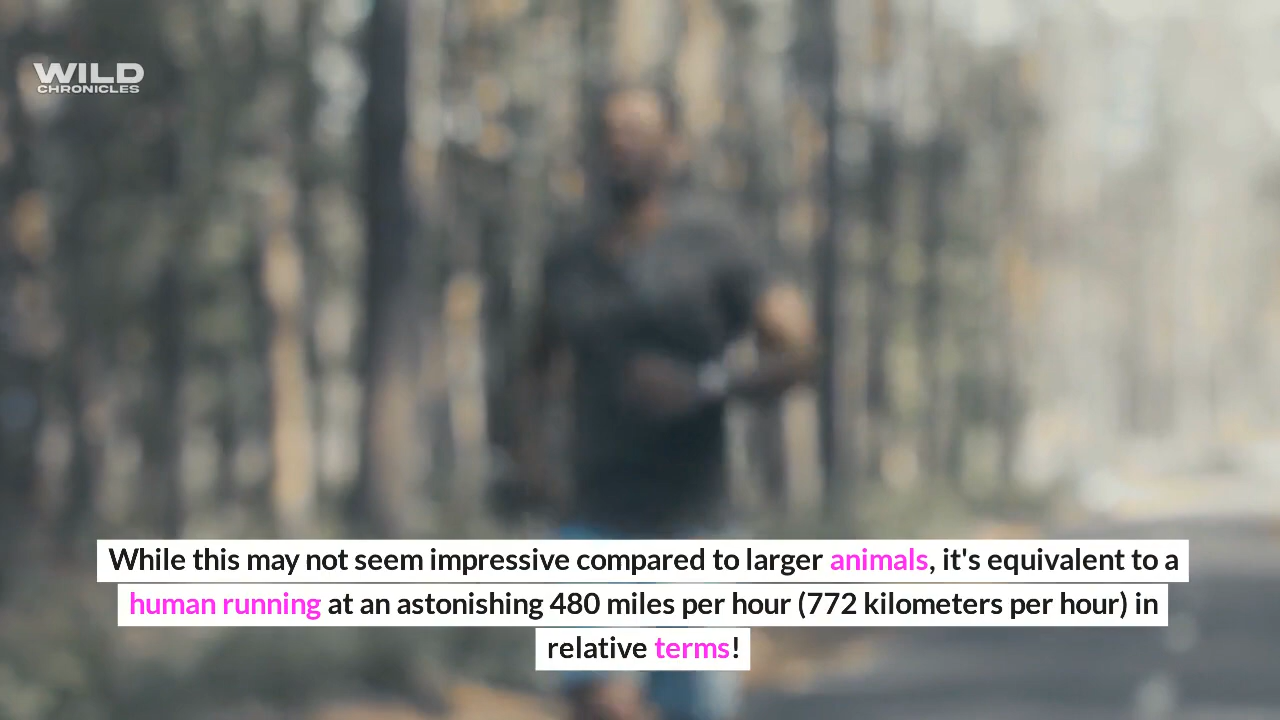 WILD
CHRONICLES
While this may not seem impressive compared to larger animals, it's equivalent to a
human running at an astonishing 480 miles per hour (772 kilometers per hour) in
relative terms!